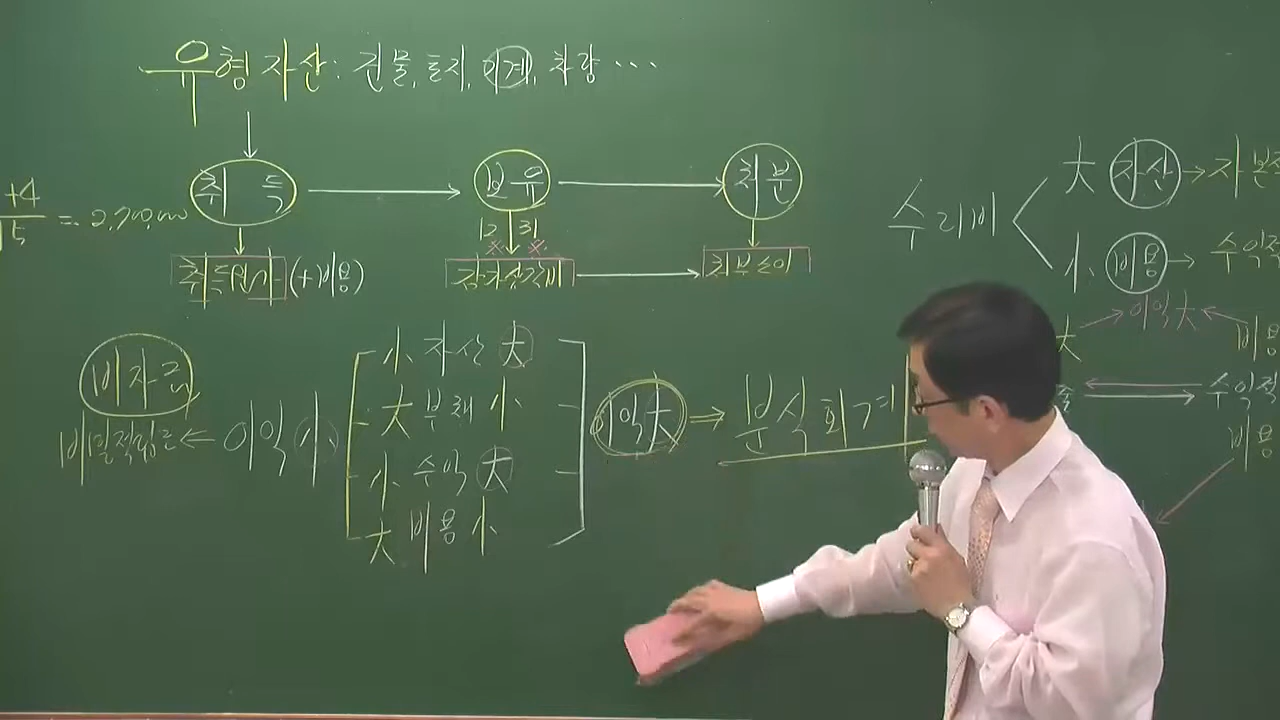 유형자산: 건물, 토지, 기계, 차량 ...
취 득 → 보유 → 처분
+4
5 = 2,700,000
12 31
※ ※
취득원가 (+비용)
감가상각비 → 처분손익
수리비
大 자산 → 자본적
小 비용 → 수익적
大 이익大 비용
수익적
비용
비자금
비밀적립금 ← 이익 小
小 자산 大
大 부채 小
小 수익 大
大 비용 小
이익大 ⇒ 분식회계